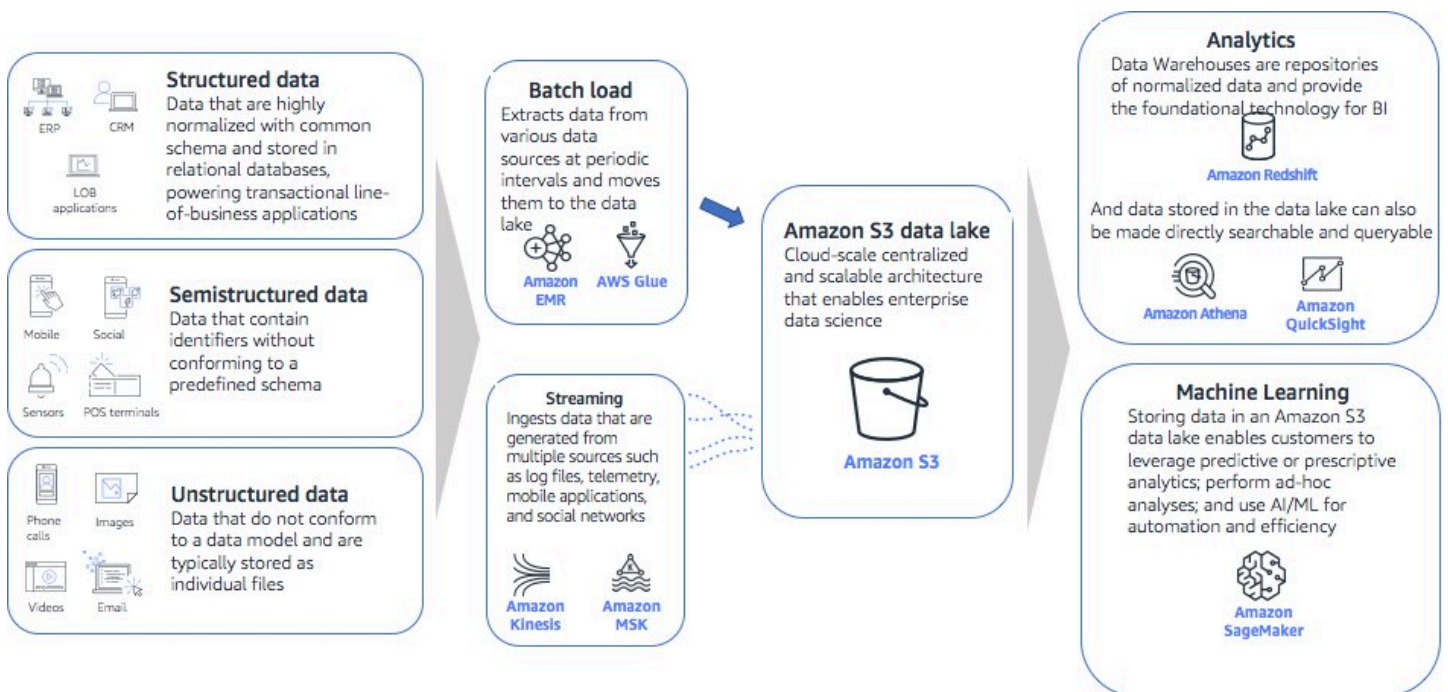 Structured data
Data that are highly
normalized with common
schema and stored in
relational databases,
powering transactional line-
of-business applications
ERP
CRM
LOB
applications
Semistructured data
Data that contain
identifiers without
conforming to a
predefined schema
Mobile
Social
Sensors
POS terminals
Unstructured data
Data that do not conform
to a data model and are
typically stored as
individual files
Phone
calls
Images
Videos
Email
Batch load
Extracts data from
various data
sources at periodic
intervals and moves
them to the data
lake
Amazon
EMR
AWS Glue
Streaming
Ingests data that are
generated from
multiple sources such
as log files, telemetry,
mobile applications,
and social networks
Amazon
Kinesis
Amazon
MSK
Amazon S3 data lake
Cloud-scale centralized
and scalable architecture
that enables enterprise
data science
Amazon S3
Analytics
Data Warehouses are repositories
of normalized data and provide
the foundational technology for BI
Amazon Redshift
And data stored in the data lake can also
be made directly searchable and queryable
Amazon Athena
Amazon
QuickSight
Machine Learning
Storing data in an Amazon S3
data lake enables customers to
leverage predictive or prescriptive
analytics; perform ad-hoc
analyses; and use AI/ML for
automation and efficiency
Amazon
SageMaker